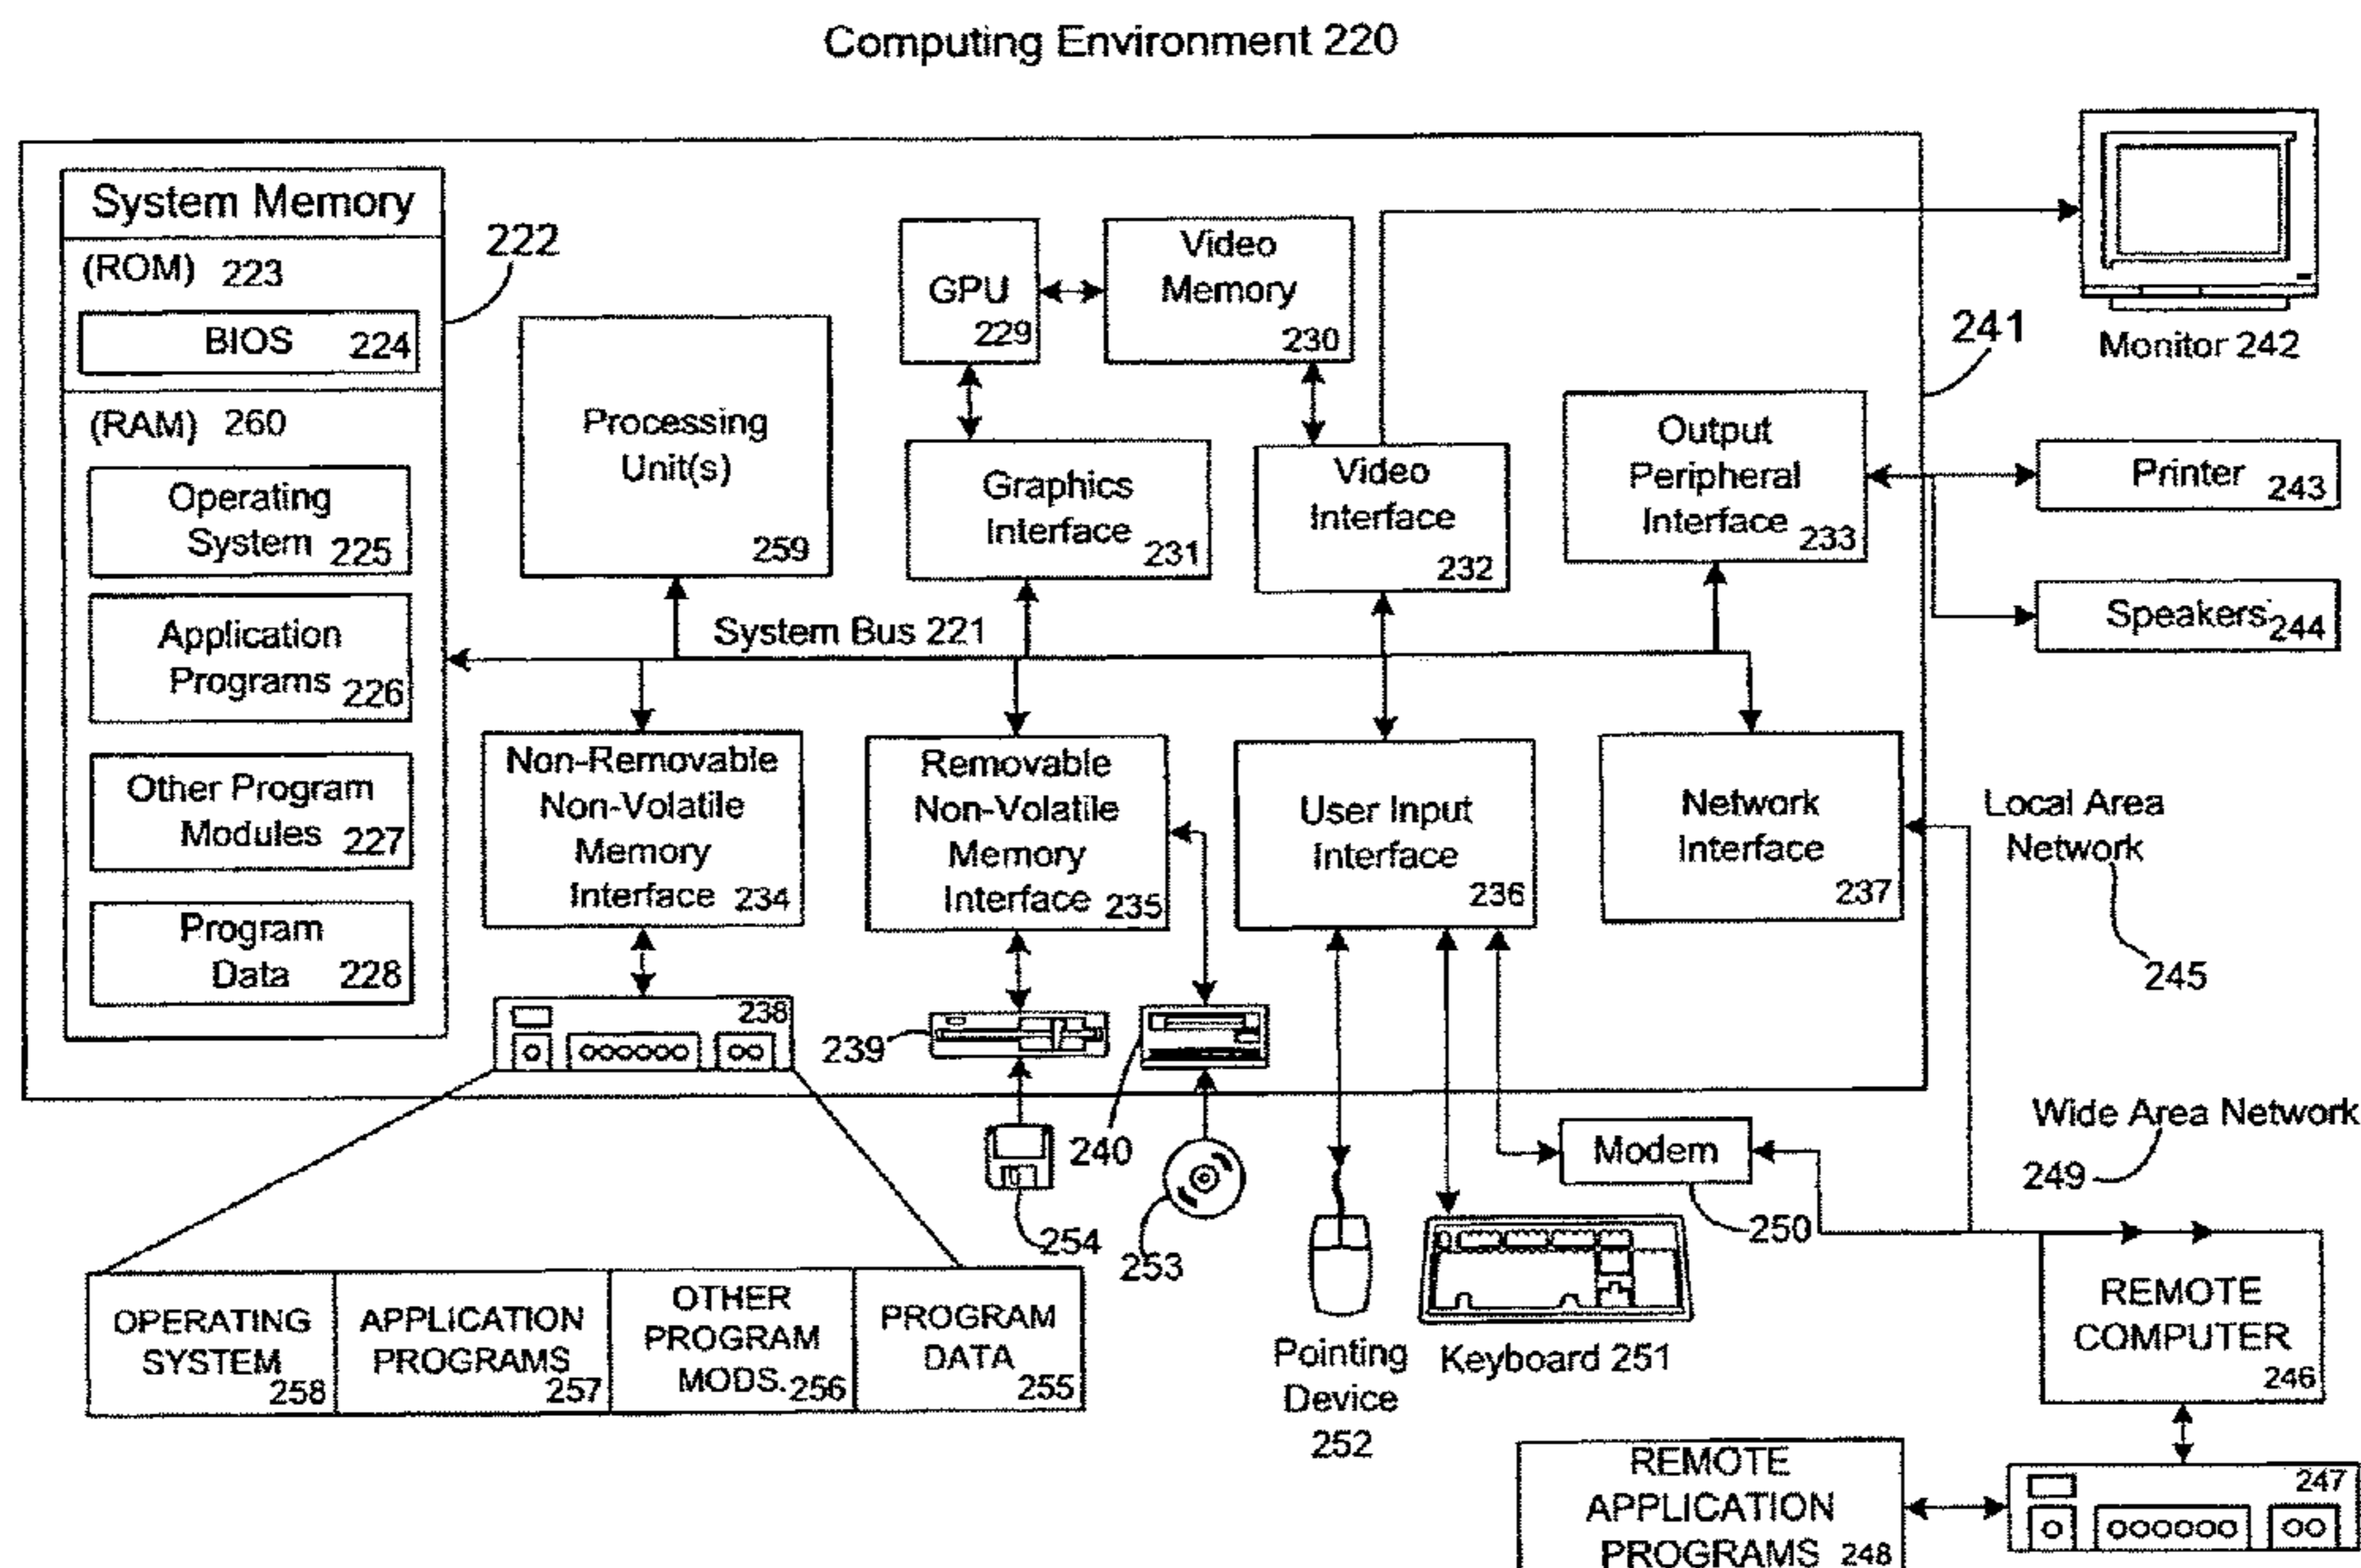 Computing Environment 220
System Memory
(ROM) 223
BIOS 224
(RAM) 260
Operating
System 225
Application
Programs 226
Other Program
Modules 227
Program
Data 228
222
Processing
Unit(s)
259
GPU
229
Video
Memory
230
Graphics
Interface
231
Video
Interface
232
Output
Peripheral
Interface
233
241
Monitor 242
Printer 243
Speakers 244
System Bus 221
Non-Removable
Non-Volatile
Memory
Interface 234
Removable
Non-Volatile
Memory
Interface 235
User Input
Interface
236
Network
Interface
237
Local Area
Network
245
238
239
240
254
253
Modem
250
Wide Area Network
249
OPERATING
SYSTEM
258
APPLICATION
PROGRAMS
257
OTHER
PROGRAM
MODS. 256
PROGRAM
DATA
255
Pointing
Device
252
Keyboard 251
REMOTE
COMPUTER
246
REMOTE
APPLICATION
PROGRAMS 248
247